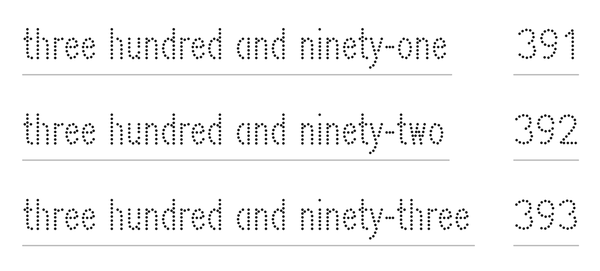 three hundred and ninety-one 391
three hundred and ninety-two 392
three hundred and ninety-three 393